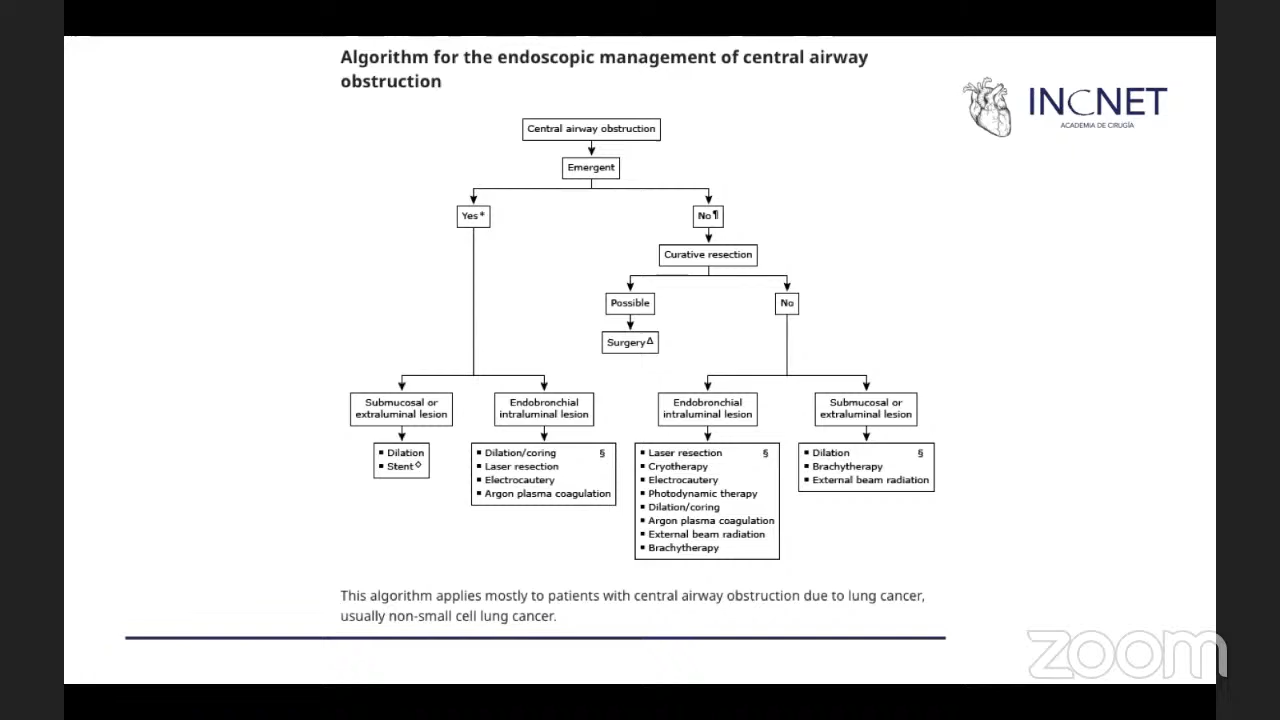 Algorithm for the endoscopic management of central airway
obstruction
INCNET
ACADEMIA DE CIRUGÍA
Central airway obstruction
Emergent
Yes*
No¶
Curative resection
Possible
No
SurgeryΔ
Submucosal or
extraluminal lesion
Endobronchial
intraluminal lesion
Endobronchial
intraluminal lesion
Submucosal or
extraluminal lesion
▪ Dilation
▪ Stent◇
▪ Dilation/coring §
▪ Laser resection
▪ Electrocautery
▪ Argon plasma coagulation
▪ Laser resection §
▪ Cryotherapy
▪ Electrocautery
▪ Photodynamic therapy
▪ Dilation/coring
▪ Argon plasma coagulation
▪ External beam radiation
▪ Brachytherapy
▪ Dilation §
▪ Brachytherapy
▪ External beam radiation
This algorithm applies mostly to patients with central airway obstruction due to lung cancer,
usually non-small cell lung cancer.
zoom